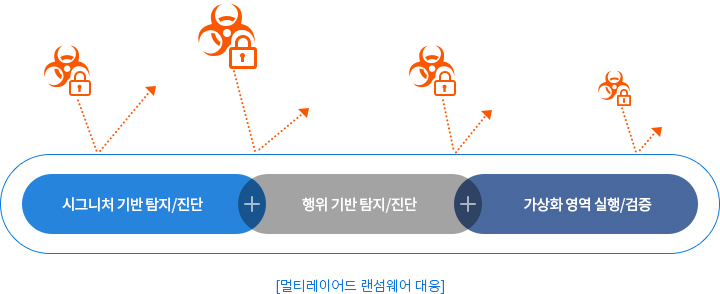 시그니처 기반 탐지/진단
행위 기반 탐지/진단
가상화 영역 실행/검증
[멀티레이어드 랜섬웨어 대응]